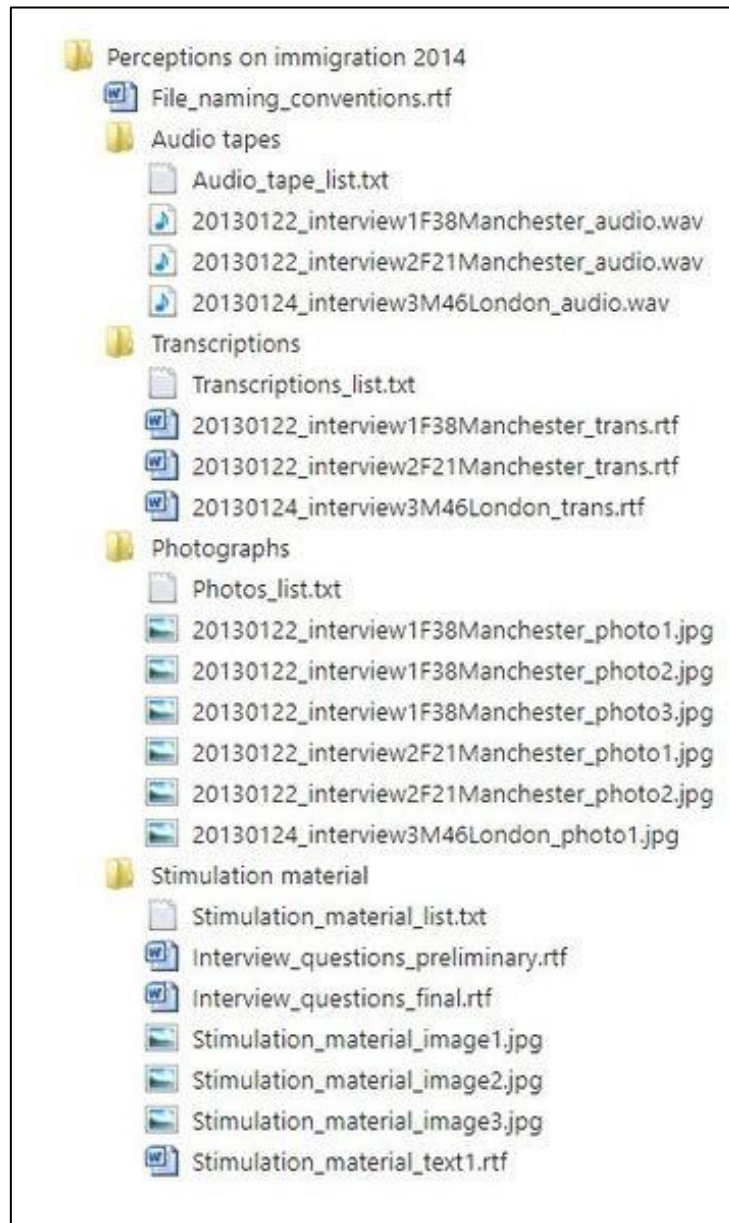 Perceptions on immigration 2014
File_naming_conventions.rtf
Audio tapes
Audio_tape_list.txt
20130122_interview1F38Manchester_audio.wav
20130122_interview2F21Manchester_audio.wav
20130124_interview3M46London_audio.wav
Transcriptions
Transcriptions_list.txt
20130122_interview1F38Manchester_trans.rtf
20130122_interview2F21Manchester_trans.rtf
20130124_interview3M46London_trans.rtf
Photographs
Photos_list.txt
20130122_interview1F38Manchester_photo1.jpg
20130122_interview1F38Manchester_photo2.jpg
20130122_interview1F38Manchester_photo3.jpg
20130122_interview2F21Manchester_photo1.jpg
20130122_interview2F21Manchester_photo2.jpg
20130124_interview3M46London_photo1.jpg
Stimulation material
Stimulation_material_list.txt
Interview_questions_preliminary.rtf
Interview_questions_final.rtf
Stimulation_material_image1.jpg
Stimulation_material_image2.jpg
Stimulation_material_image3.jpg
Stimulation_material_text1.rtf